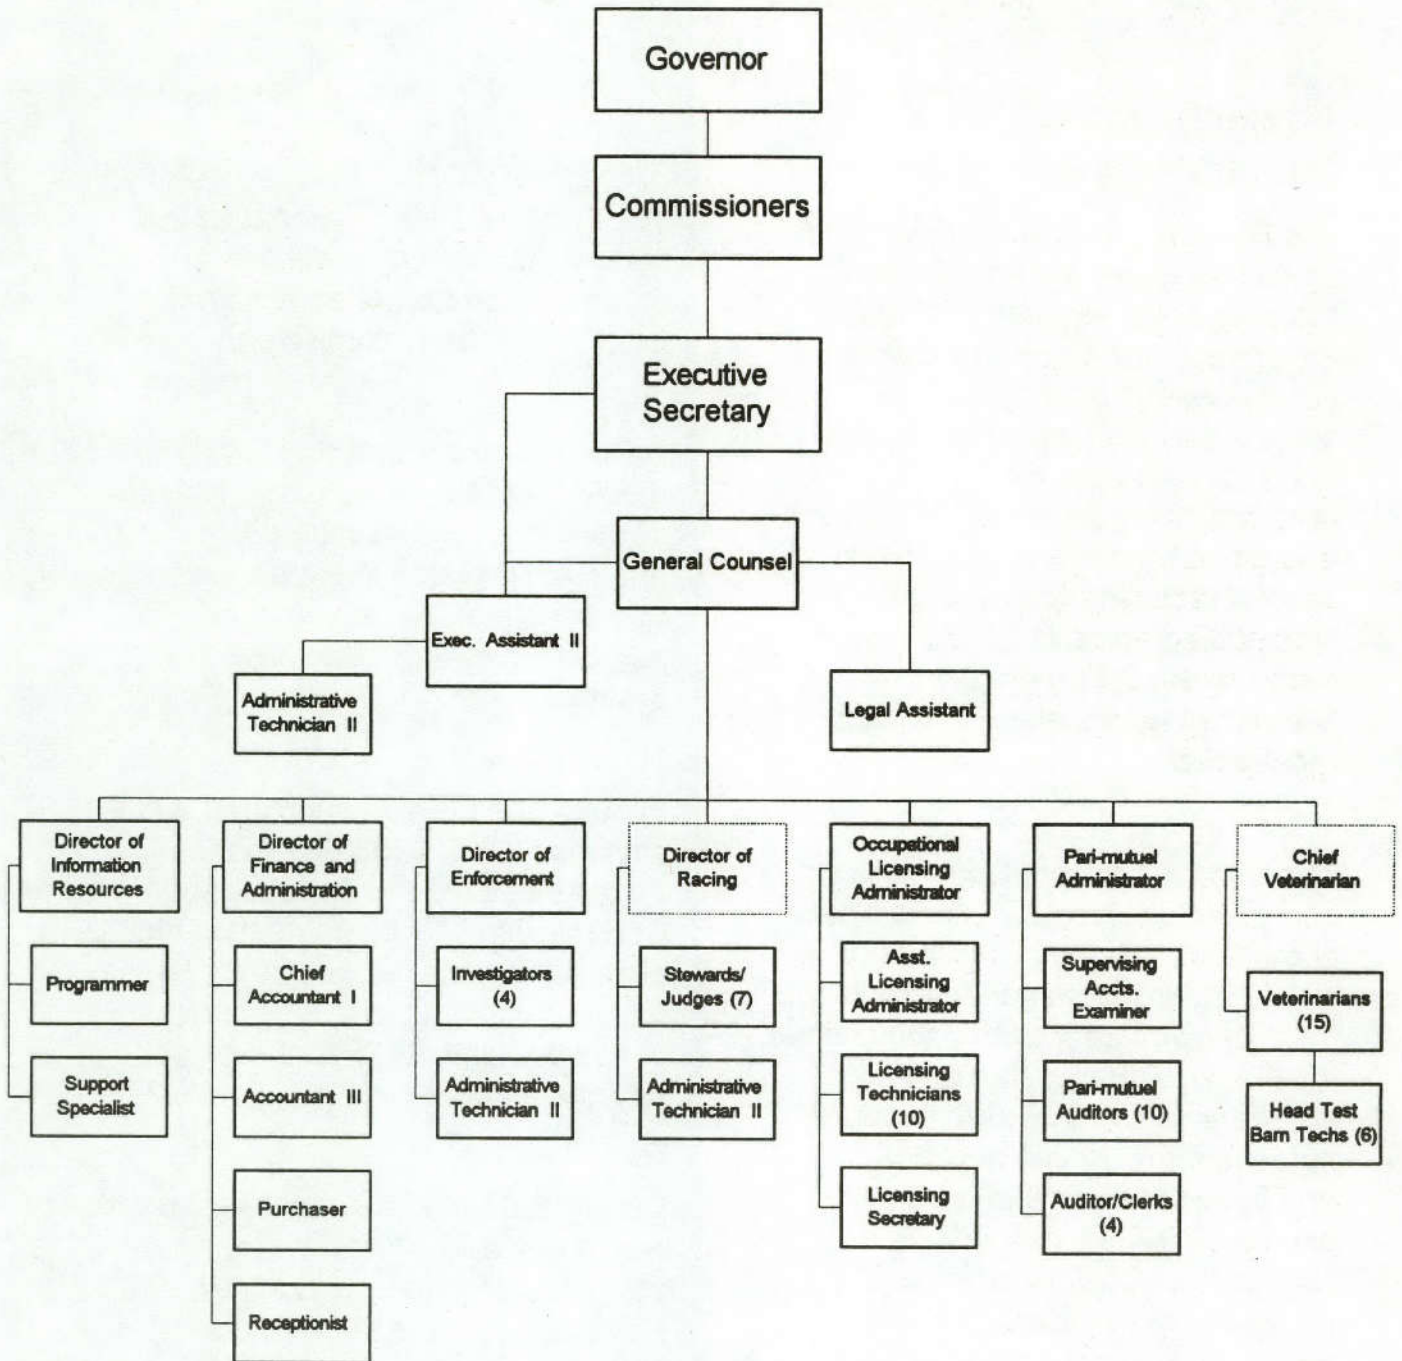 Governor
Commissioners
Executive
Secretary
General Counsel
Exec. Assistant II
Administrative
Technician II
Legal Assistant
Director of
Information
Resources
Programmer
Support
Specialist
Director of
Finance and
Administration
Chief
Accountant I
Accountant III
Purchaser
Receptionist
Director of
Enforcement
Investigators
(4)
Administrative
Technician II
Director of
Racing
Stewards/
Judges (7)
Administrative
Technician II
Occupational
Licensing
Administrator
Asst.
Licensing
Administrator
Licensing
Technicians
(10)
Licensing
Secretary
Pari-mutuel
Administrator
Supervising
Accts.
Examiner
Pari-mutuel
Auditors (10)
Auditor/Clerks
(4)
Chief
Veterinarian
Veterinarians
(15)
Head Test
Barn Techs (6)